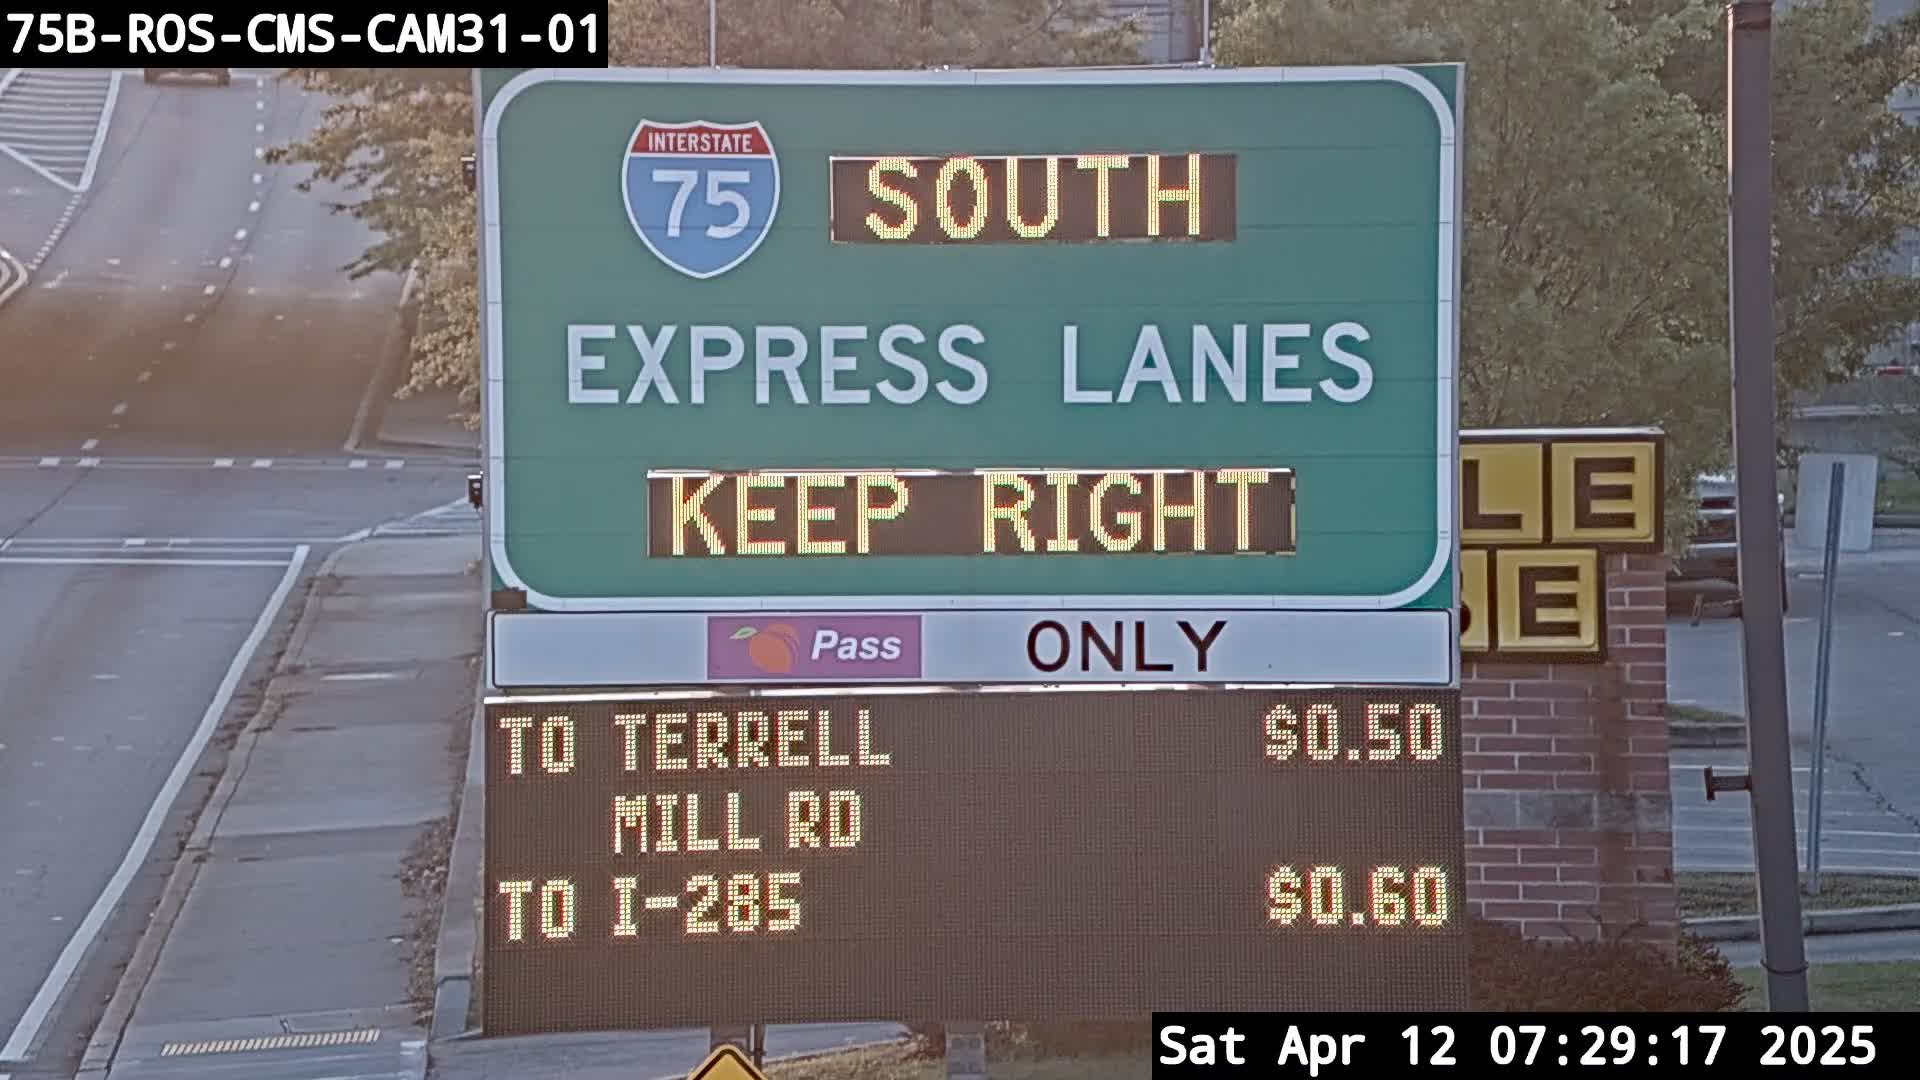 75B-ROS-CMS-CAM31-01
INTERSTATE
75
SOUTH
EXPRESS LANES
KEEP RIGHT
Pass ONLY
TO TERRELL $0.50
MILL RD
TO I-285 $0.60
LE
E
Sat Apr 12 07:29:17 2025